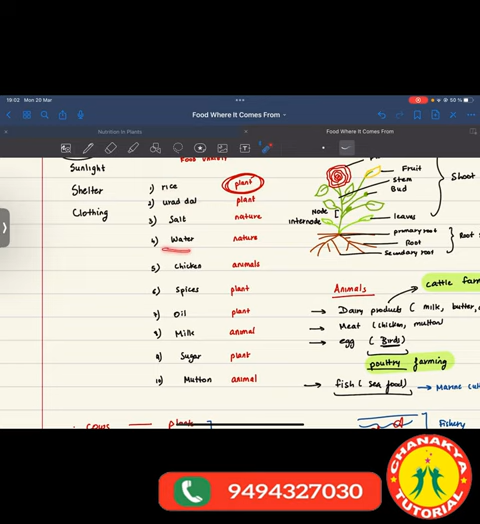 19:02 Mon 20 Mar
50 %
Food Where It Comes From
Nutrition In Plants
Food Where It Comes From
Sunlight
Shelter
Clothing
1) rice plant
2) urad dal plant
3) Salt nature
4) Water nature
5) Chicken animals
6) Spices plant
7) Oil plant
8) Milk animal
9) Sugar plant
10) Mutton animal
Fruit
stem
Bud
Shoot
Node
internode
leaves
primary root
Root
Secundary root
Root
Animals
cattle farm
→ Dairy products ( milk, butter,
→ Meat (chicken, mutton
→ egg ( Birds )
poultry farming
→ fish ( sea food ) → Marine cul
cows — plants
Fishery
9494327030
CHANAKYA
TUTORIAL